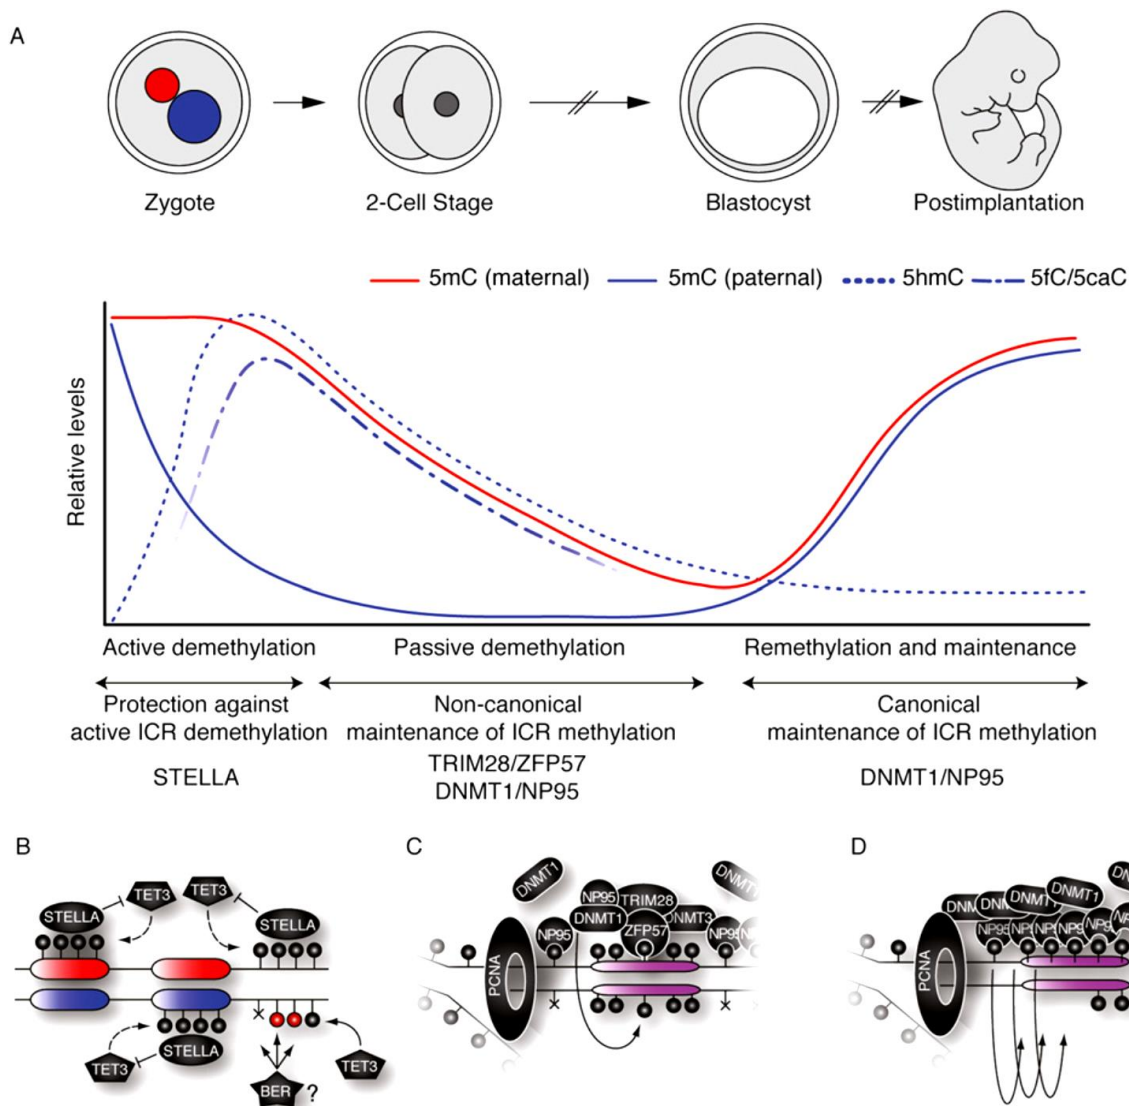 A
Zygote
2-Cell Stage
Blastocyst
Postimplantation
5mC (maternal)
5mC (paternal)
5hmC
5fC/5caC
Relative levels
Active demethylation
Passive demethylation
Remethylation and maintenance
Protection against
active ICR demethylation
STELLA
Non-canonical
maintenance of ICR methylation
TRIM28/ZFP57
DNMT1/NP95
Canonical
maintenance of ICR methylation
DNMT1/NP95
B
TET3
TET3
STELLA
STELLA
STELLA
TET3
TET3
BER
?
C
DNMT1
DNMT1
NP95
TRIM28
DNMT1
DNMT3
NP95
ZFP57
NP95
PCNA
D
DNMT1
DNMT1
NP95
PCNA